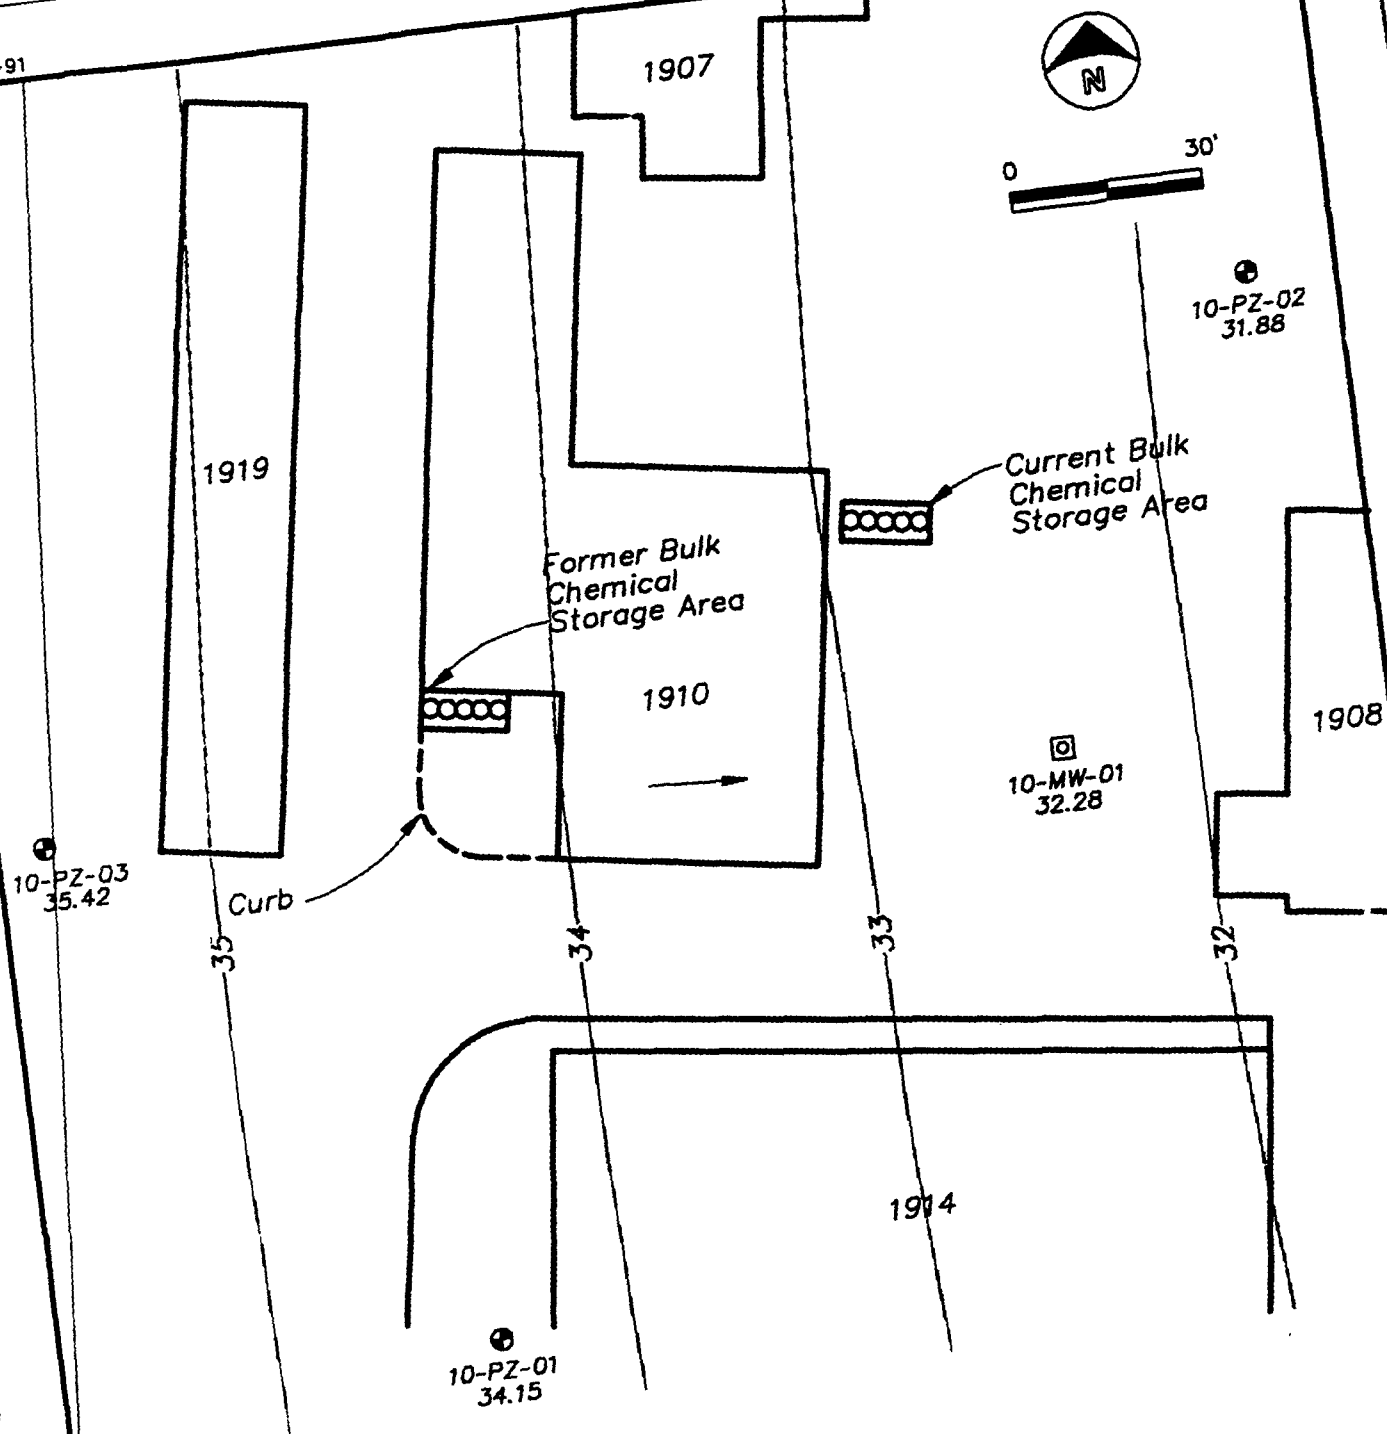 -91
1907
N
0
30'
10-PZ-02
31.88
1919
Current Bulk
Chemical
Storage Area
Former Bulk
Chemical
Storage Area
1910
1908
10-MW-01
32.28
10-PZ-03
35.42
Curb
35
34
33
32
1914
10-PZ-01
34.15